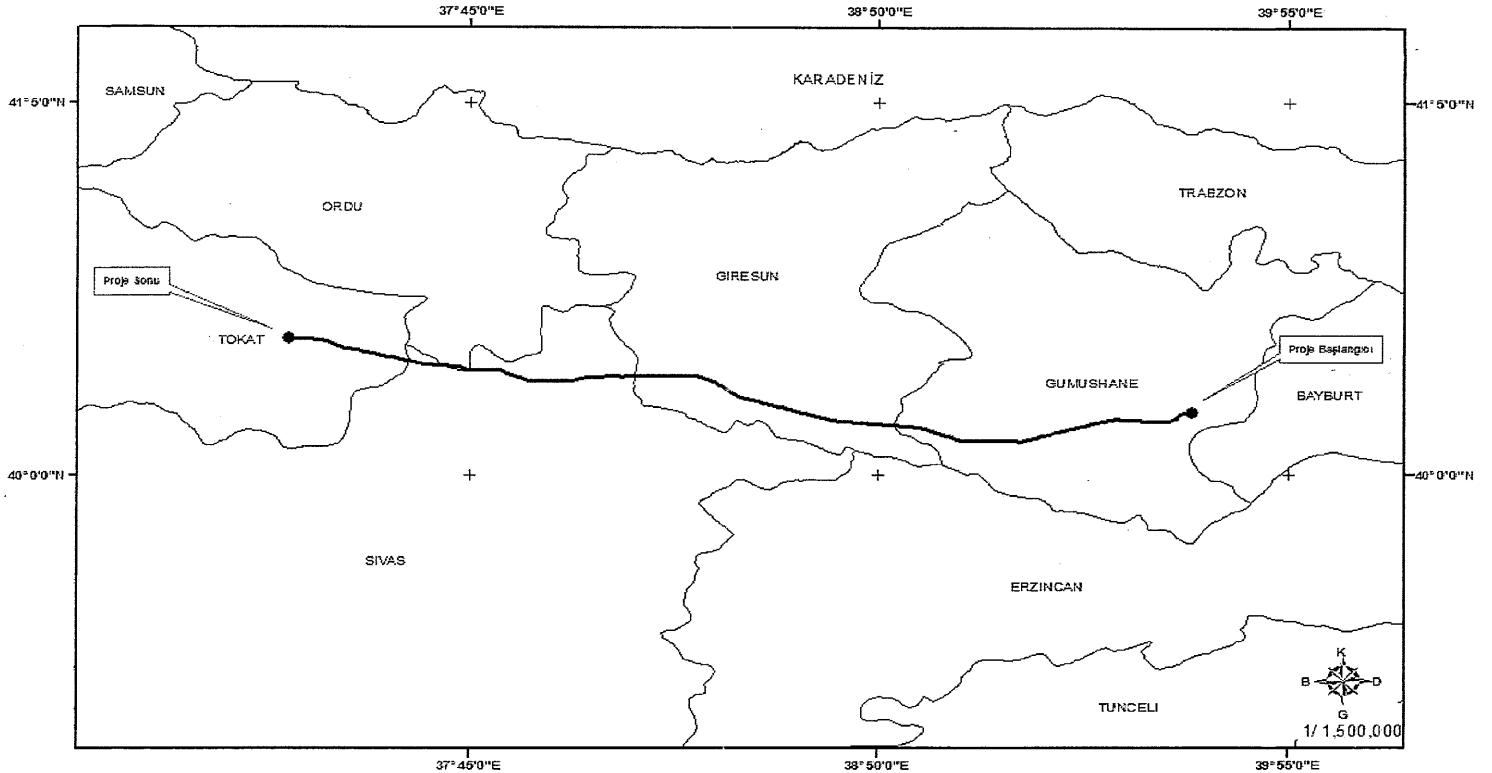 37°45'0"E 38°50'0"E 39°55'0"E
KARADENİZ
SAMSUN
41°5'0"N 41°5'0"N
TRABZON
ORDU
GIRESUN
Proje Sonu
TOKAT
Proje Başlangıcı
GUMUSHANE
BAYBURT
40°0'0"N 40°0'0"N
SIVAS
ERZINCAN
K
B D
G
TUNCELI
1/ 1,500,000
37°45'0"E 38°50'0"E 39°55'0"E